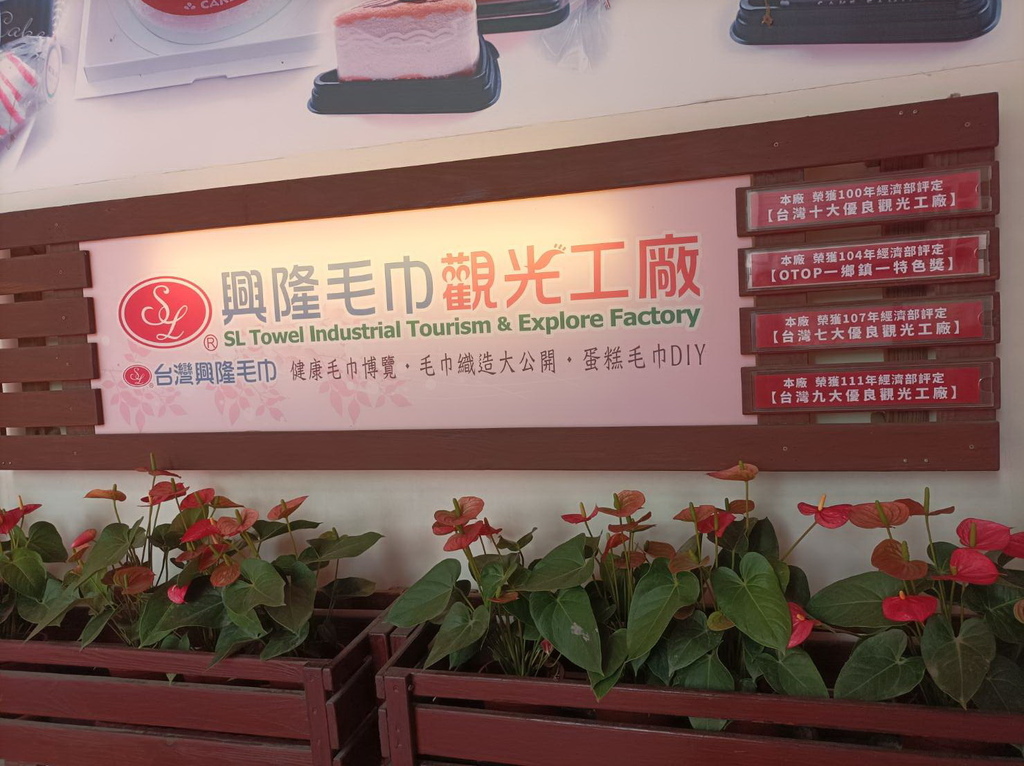 Cake
CAKE
SL
興隆毛巾觀光工廠
®
SL Towel Industrial Tourism & Explore Factory
SL
®
台灣興隆毛巾
健康毛巾博覽・毛巾織造大公開・蛋糕毛巾DIY
本廠 榮獲100年經濟部評定
【台灣十大優良觀光工廠】
本廠 榮獲104年經濟部評定
【OTOP一鄉鎮一特色獎】
本廠 榮獲107年經濟部評定
【台灣七大優良觀光工廠】
本廠 榮獲111年經濟部評定
【台灣九大優良觀光工廠】